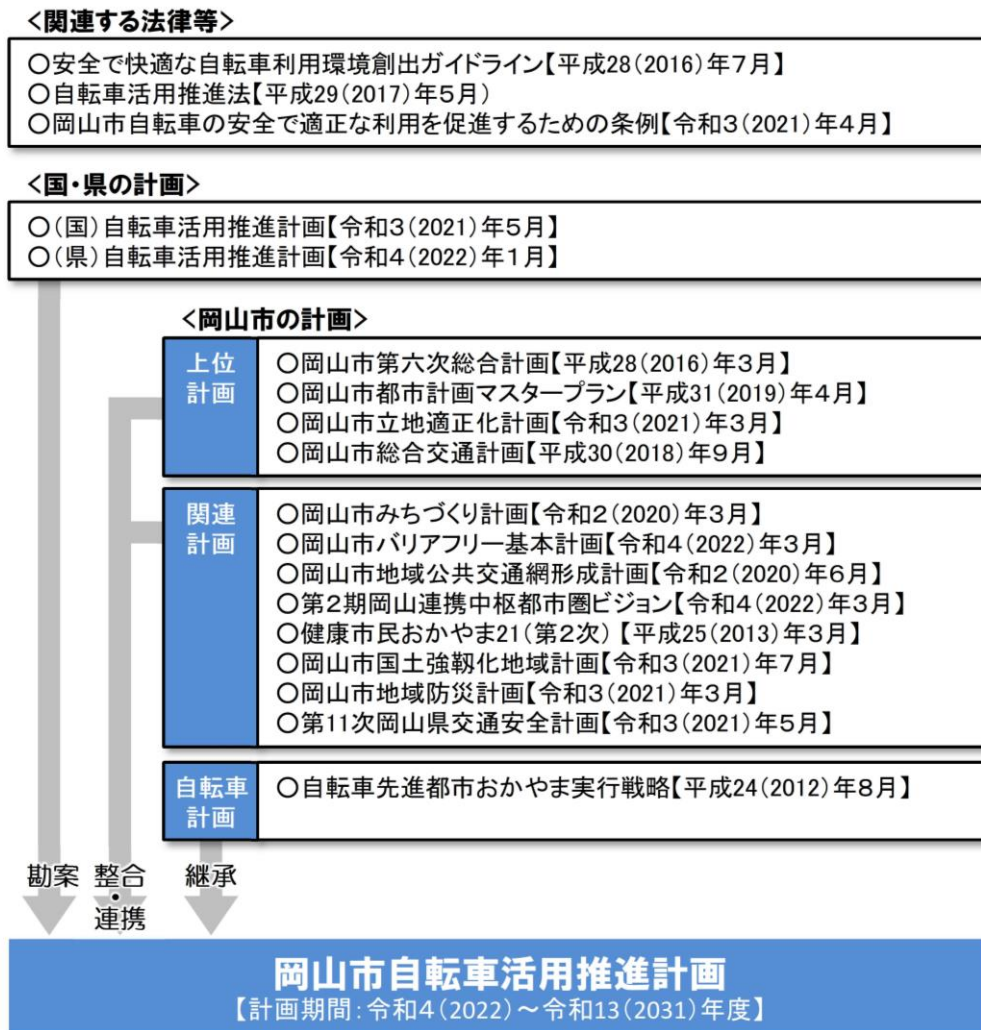 <関連する法律等>
○安全で快適な自転車利用環境創出ガイドライン【平成28(2016)年7月】
○自転車活用推進法【平成29(2017)年5月)
○岡山市自転車の安全で適正な利用を促進するための条例【令和3(2021)年4月】
<国・県の計画>
○(国)自転車活用推進計画【令和3(2021)年5月】
○(県)自転車活用推進計画【令和4(2022)年1月】
<岡山市の計画>
上位
計画
○岡山市第六次総合計画【平成28(2016)年3月】
○岡山市都市計画マスタープラン【平成31(2019)年4月】
○岡山市立地適正化計画【令和3(2021)年3月】
○岡山市総合交通計画【平成30(2018)年9月】
関連
計画
○岡山市みちづくり計画【令和2(2020)年3月】
○岡山市バリアフリー基本計画【令和4(2022)年3月】
○岡山市地域公共交通網形成計画【令和2(2020)年6月】
○第2期岡山連携中枢都市圏ビジョン【令和4(2022)年3月】
○健康市民おかやま21(第2次)【平成25(2013)年3月】
○岡山市国土強靱化地域計画【令和3(2021)年7月】
○岡山市地域防災計画【令和3(2021)年3月】
○第11次岡山県交通安全計画【令和3(2021)年5月】
自転車
計画
○自転車先進都市おかやま実行戦略【平成24(2012)年8月】
勘案
整合
・
連携
継承
岡山市自転車活用推進計画
【計画期間:令和4(2022)~令和13(2031)年度】